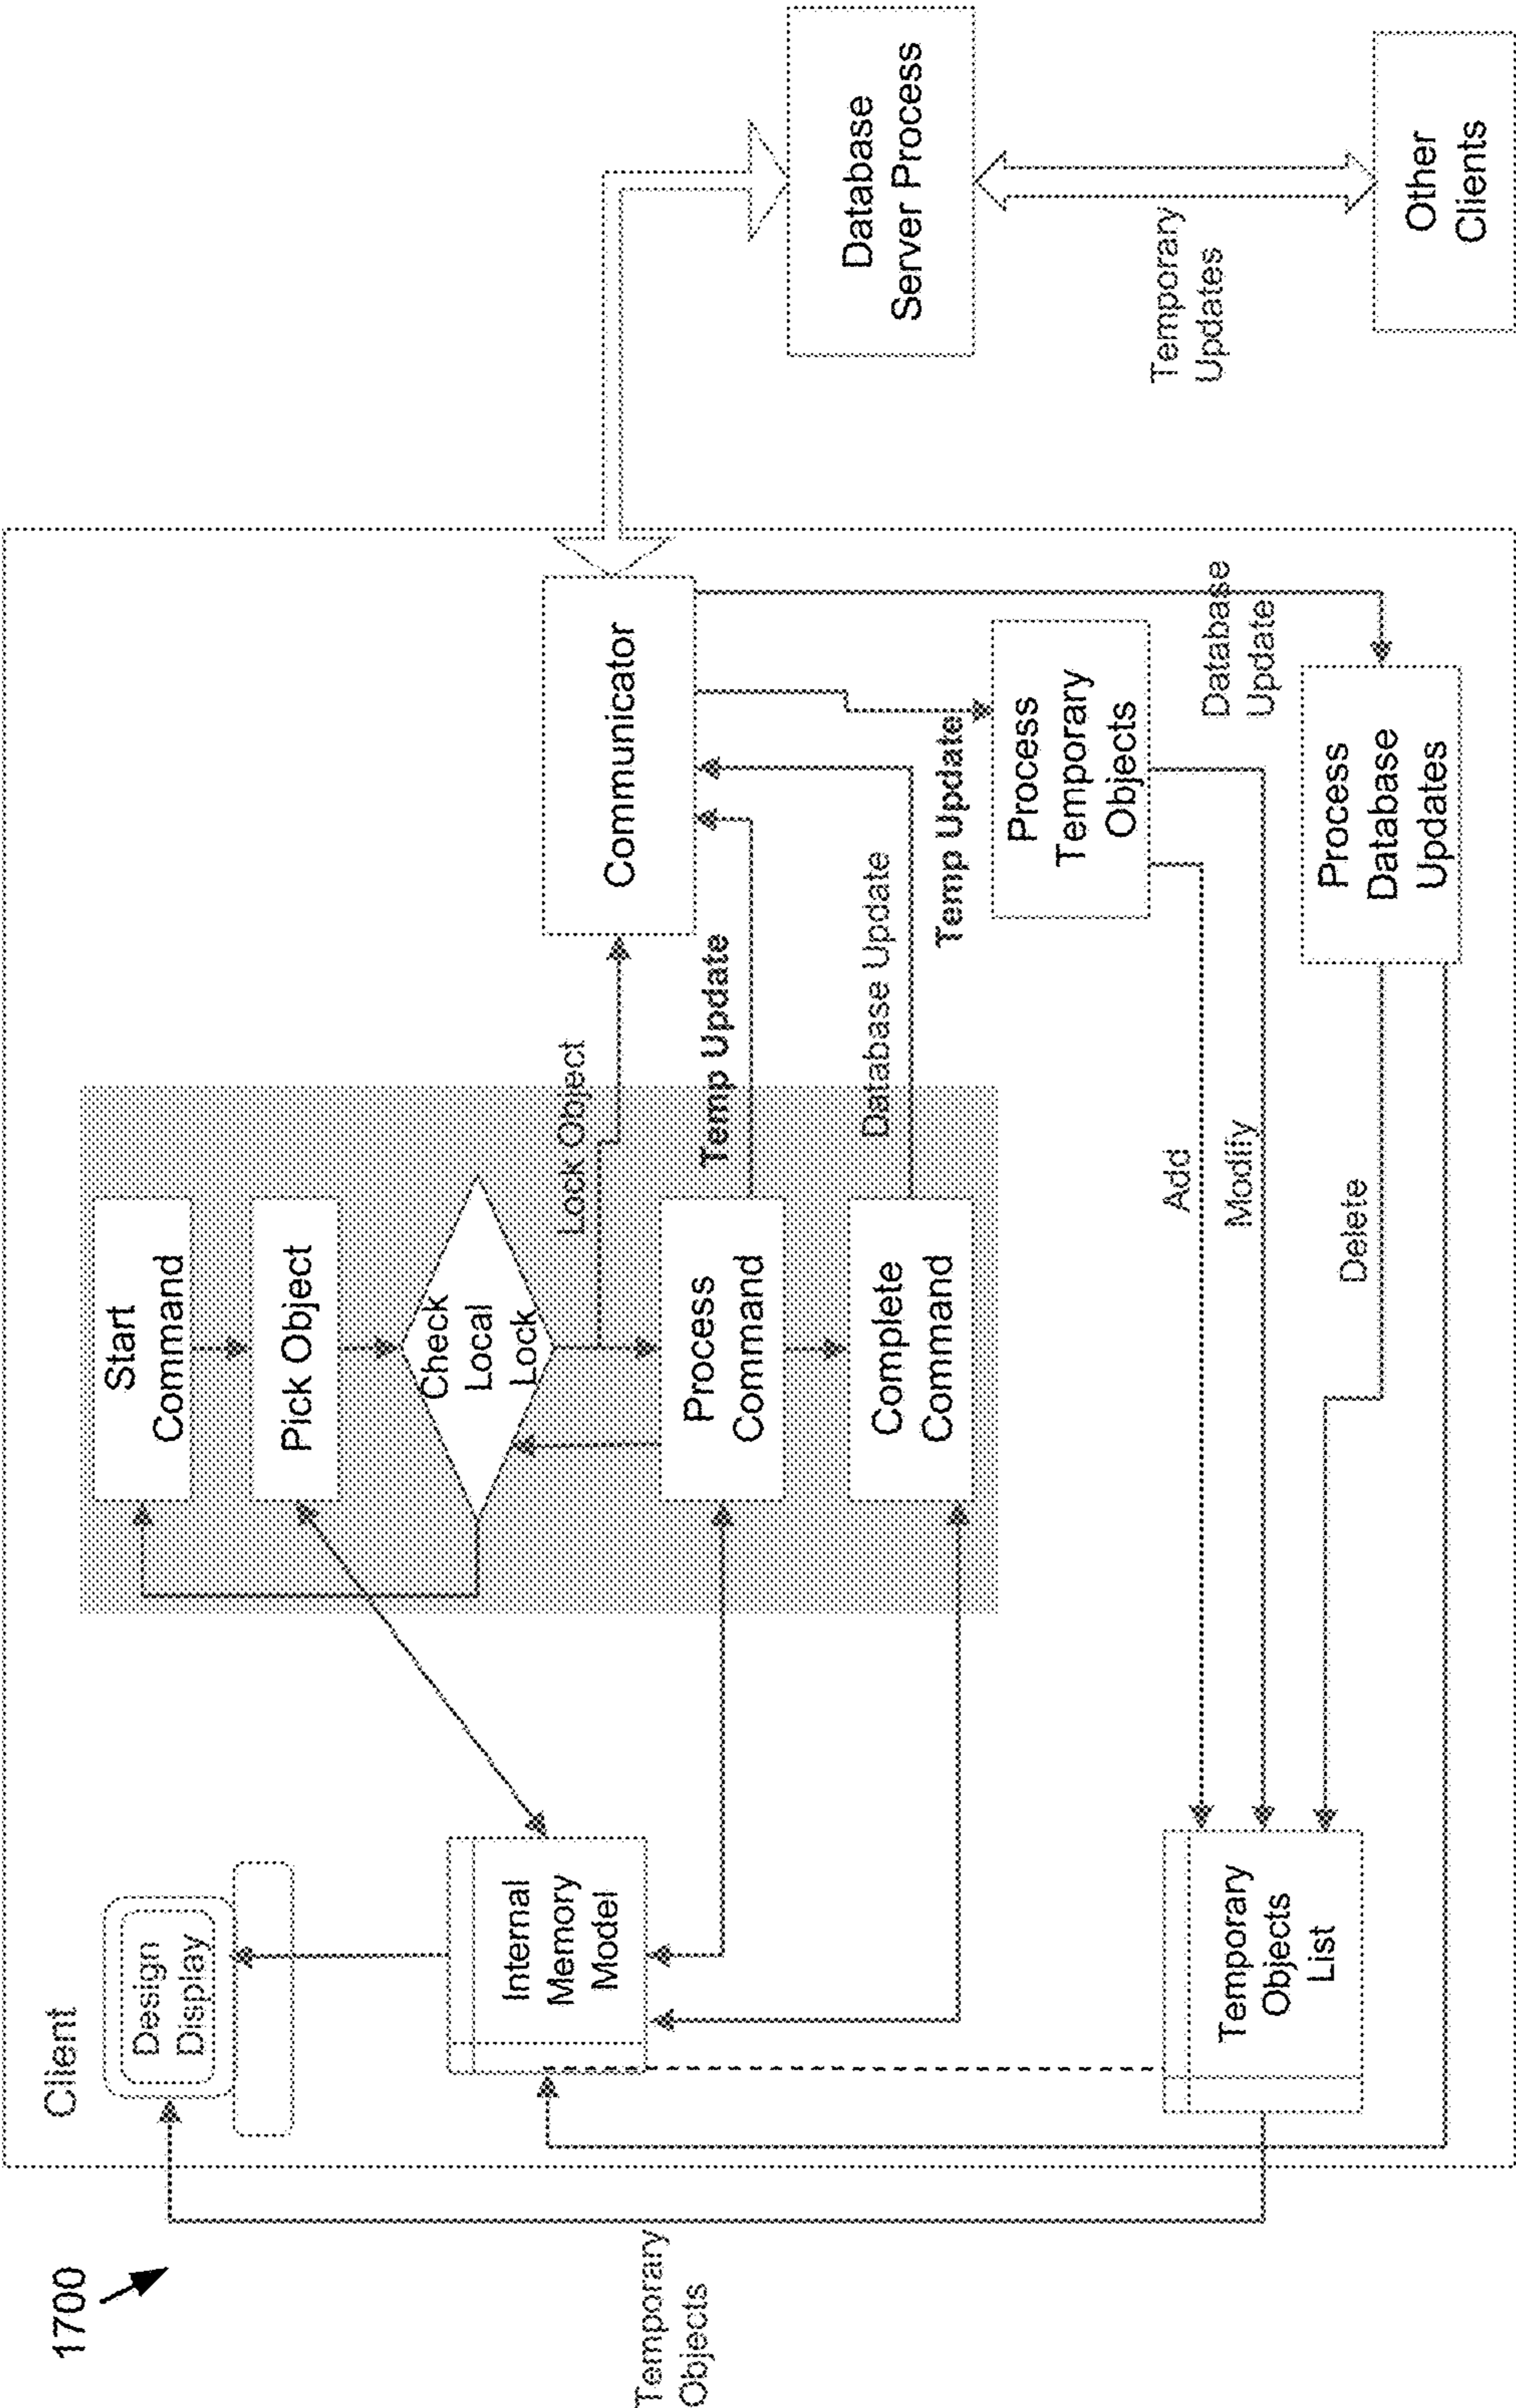 1700
Client
Design
Display
Start
Command
Pick Object
Check
Local
Lock
Lock Object
Process
Command
Complete
Command
Temp Update
Database Update
Communicator
Internal
Memory
Model
Temp Update
Process
Temporary
Objects
Database
Update
Process
Database
Updates
Add
Modify
Delete
Temporary
Objects
List
Temporary
Objects
Database
Server Process
Temporary
Updates
Other
Clients